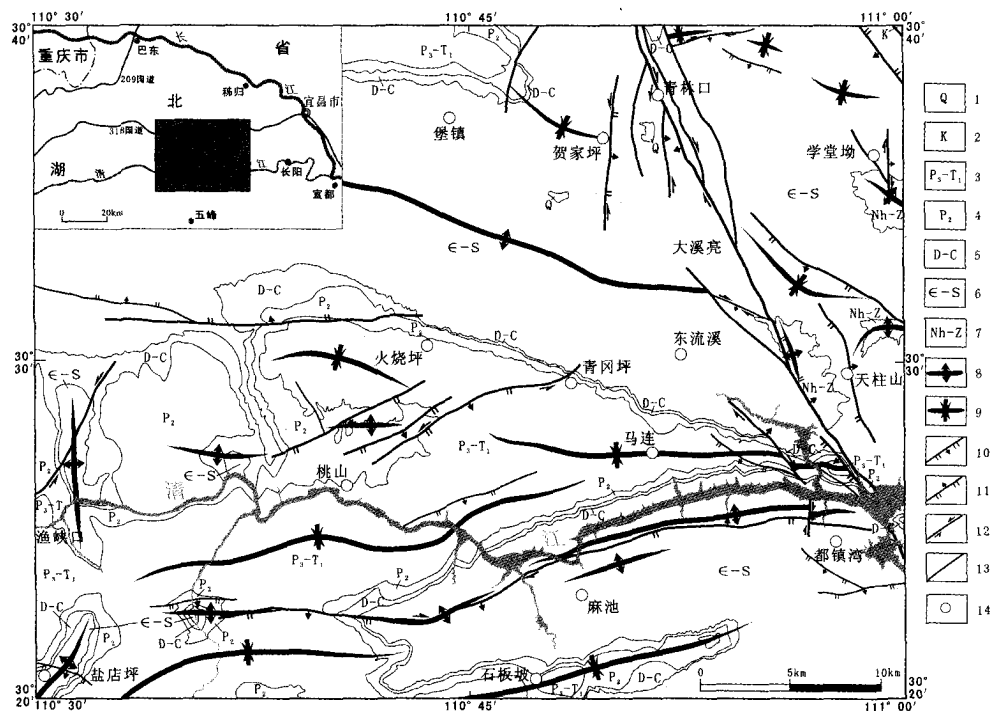 110°30′
110°45′
111°00′
30°
40′
30°
40′
重庆市
巴东
长
省
209国道
秭归
江
北
宜昌市
318国道
湖
清
江
长阳
宜都
0 20km
五峰
P₂
P₃-T₁
D-C
D-C
堡镇
贺家坪
D-C
青林口
Q
Q
K
学堂坳
∈-S
Nh-Z
大溪亮
∈-S
D-C
P₂
P₂
Nh-Z
火烧坪
东流溪
30°
30′
D-C
∈-S
青冈坪
D-C
天柱山
Nh-Z
30°
30′
P₂
P₂
P₃-T₁
马连
P₂
∈-S
桃山
清
P₂
D-C
P₃-T₁
P₂
P₃-T₁
P₂
渔峡口
江
D-C
都镇湾
P₃-T₁
P₃-T₁
P₂
D-C
麻池
∈-S
D-C
P₂
∈-S
P₂
D-C
P₂
盐店坪
石板坡
P₂
P₃-T₁
P₂
D-C
0 5km 10km
30°
20′
30°
20′
110°30′
110°45′
111°00′
Q 1
K 2
P₃-T₁ 3
P₂ 4
D-C 5
∈-S 6
Nh-Z 7
8
9
10
11
12
13
14